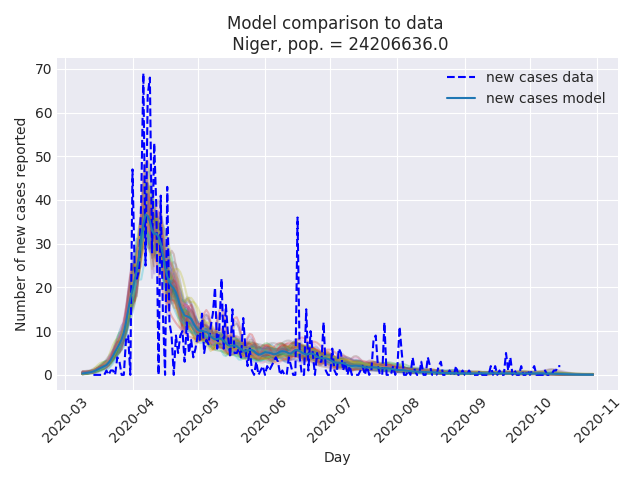 Model comparison to data
Niger, pop. = 24206636.0
new cases data
new cases model
Number of new cases reported
70
60
50
40
30
20
10
0
2020-03
2020-04
2020-05
2020-06
2020-07
2020-08
2020-09
2020-10
2020-11
Day